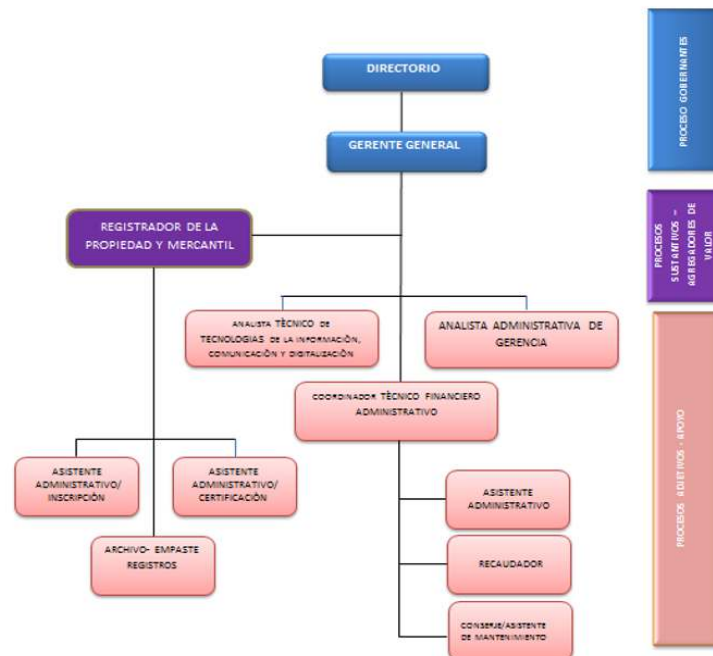 DIRECTORIO
GERENTE GENERAL
REGISTRADOR DE LA
PROPIEDAD Y MERCANTIL
ANALISTA TÈCNICO DE
TECNOLOGIAS DE LA INFORMACIÒN,
COMUNICACIÒN Y DIGITALIZACIÒN
ANALISTA ADMINISTRATIVA DE
GERENCIA
COORDINADOR TÈCNICO FINANCIERO
ADMINISTRATIVO
ASISTENTE
ADMINISTRATIVO/
INSCRIPCIÒN
ASISTENTE
ADMINISTRATIVO/
CERTIFICACIÒN
ARCHIVO- EMPASTE
REGISTROS
ASISTENTE
ADMINISTRATIVO
RECAUDADOR
CONSERJE/ASISTENTE
DE MANTENIMIENTO
PROCESO GOBERNANTES
PROCESOS
SUSTANTIVOS –
AGREGADORES DE
VALOR
PROCESOS ADJETIVOS - APOYO